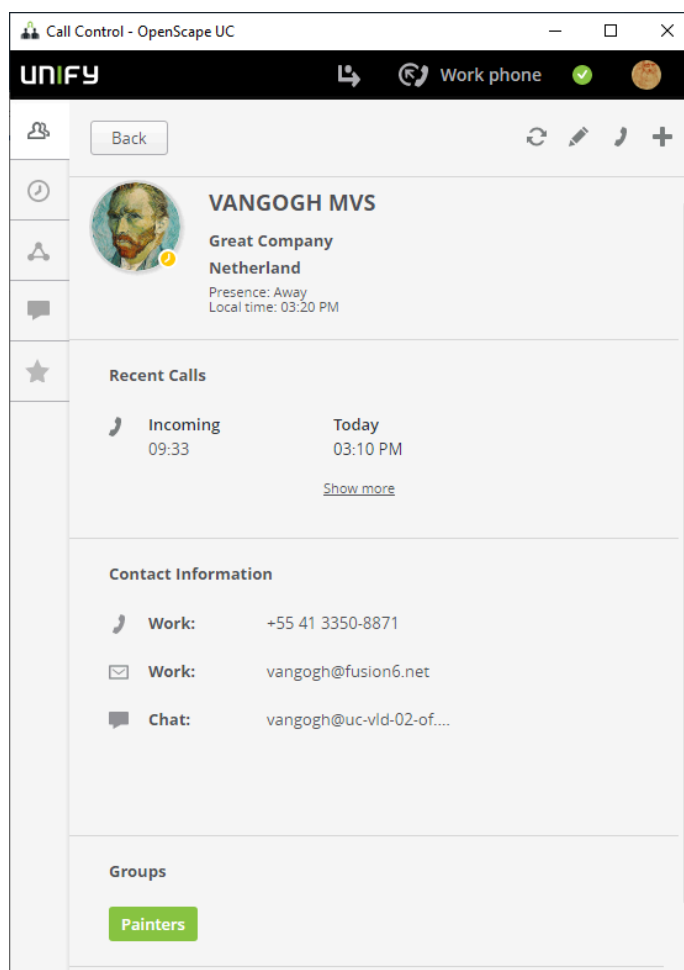 Call Control - OpenScape UC
UNIFY
Work phone
Back
VANGOGH MVS
Great Company
Netherland
Presence: Away
Local time: 03:20 PM
Recent Calls
Incoming Today
09:33 03:10 PM
Show more
Contact Information
Work: +55 41 3350-8871
Work: vangogh@fusion6.net
Chat: vangogh@uc-vld-02-of....
Groups
Painters